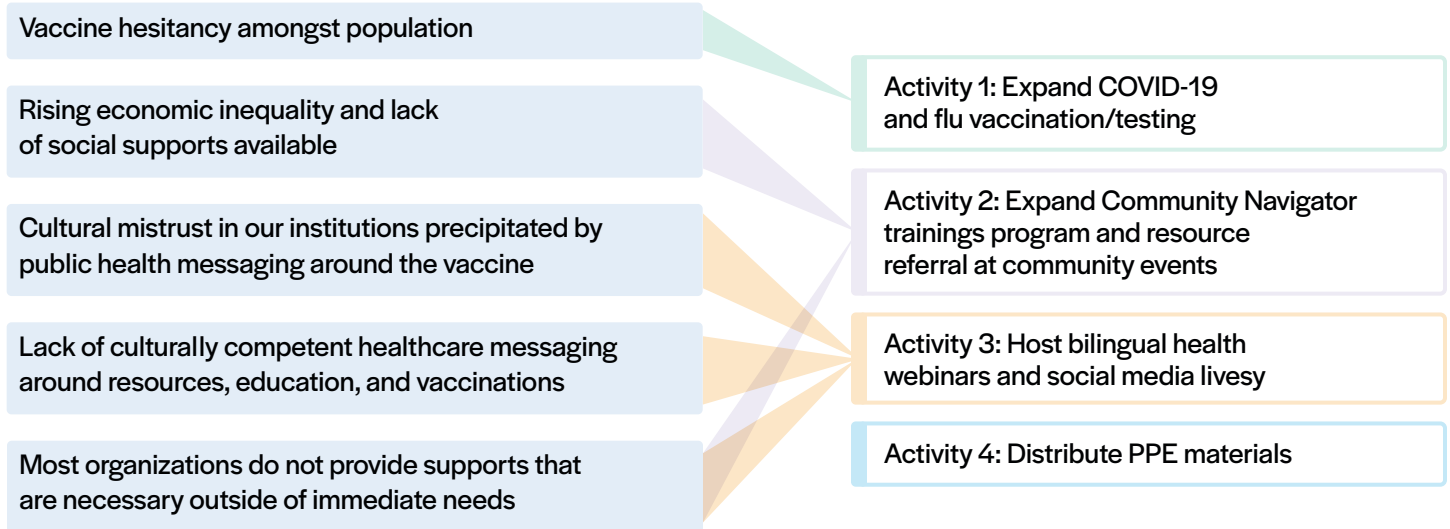 Vaccine hesitancy amongst population
Rising economic inequality and lack
of social supports available
Cultural mistrust in our institutions precipitated by
public health messaging around the vaccine
Lack of culturally competent healthcare messaging
around resources, education, and vaccinations
Most organizations do not provide supports that
are necessary outside of immediate needs
Activity 1: Expand COVID-19
and flu vaccination/testing
Activity 2: Expand Community Navigator
trainings program and resource
referral at community events
Activity 3: Host bilingual health
webinars and social media livesy
Activity 4: Distribute PPE materials